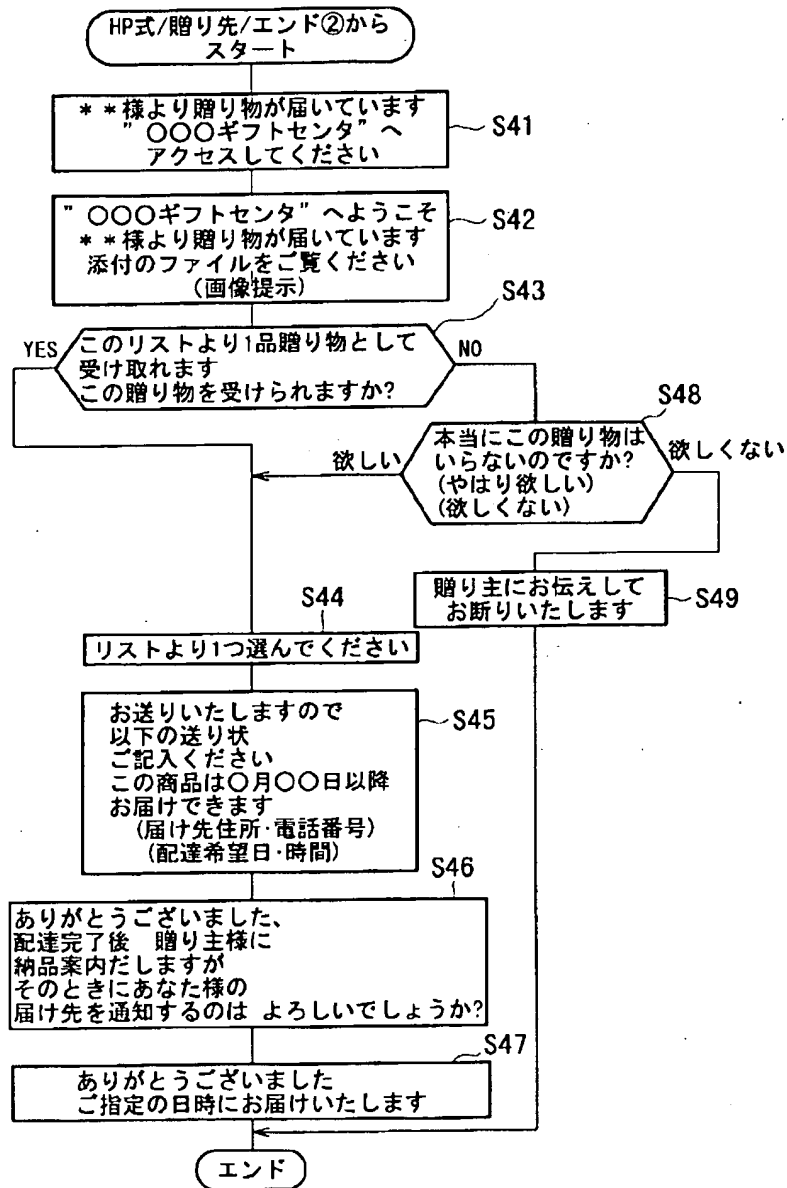 HP式/贈り先/エンド②から
スタート
**様より贈り物が届いています
"○○○ギフトセンタ"へ
アクセスしてください
S41
"○○○ギフトセンタ"へようこそ
**様より贈り物が届いています
添付のファイルをご覧ください
(画像提示)
S42
S43
YES
このリストより1品贈り物として
受け取れます
この贈り物を受けられますか?
NO
S48
欲しい
本当にこの贈り物は
いらないのですか?
(やはり欲しい)
(欲しくない)
欲しくない
贈り主にお伝えして
お断りいたします
S49
S44
リストより1つ選んでください
お送りいたしますので
以下の送り状
ご記入ください
この商品は○月○○日以降
お届けできます
(届け先住所・電話番号)
(配達希望日・時間)
S45
S46
ありがとうございました、
配達完了後 贈り主様に
納品案内だしますが
そのときにあなた様の
届け先を通知するのは よろしいでしょうか?
S47
ありがとうございました
ご指定の日時にお届けいたします
エンド